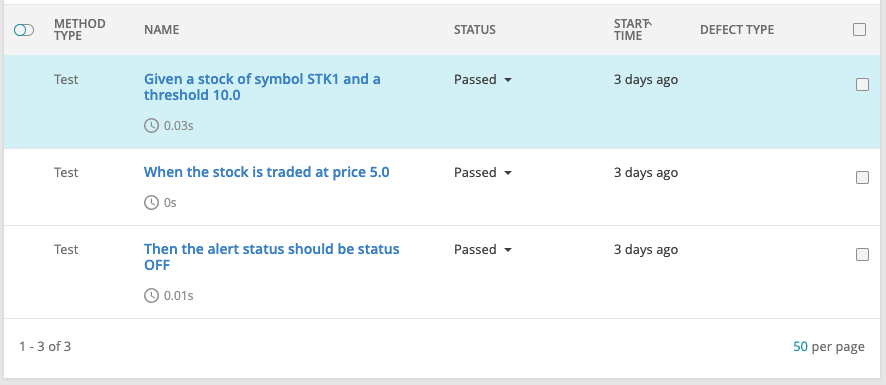 METHOD TYPE NAME STATUS START TIME DEFECT TYPE
Test Given a stock of symbol STK1 and a threshold 10.0 Passed 3 days ago
0.03s
Test When the stock is traded at price 5.0 Passed 3 days ago
0s
Test Then the alert status should be status OFF Passed 3 days ago
0.01s
1 - 3 of 3 50 per page